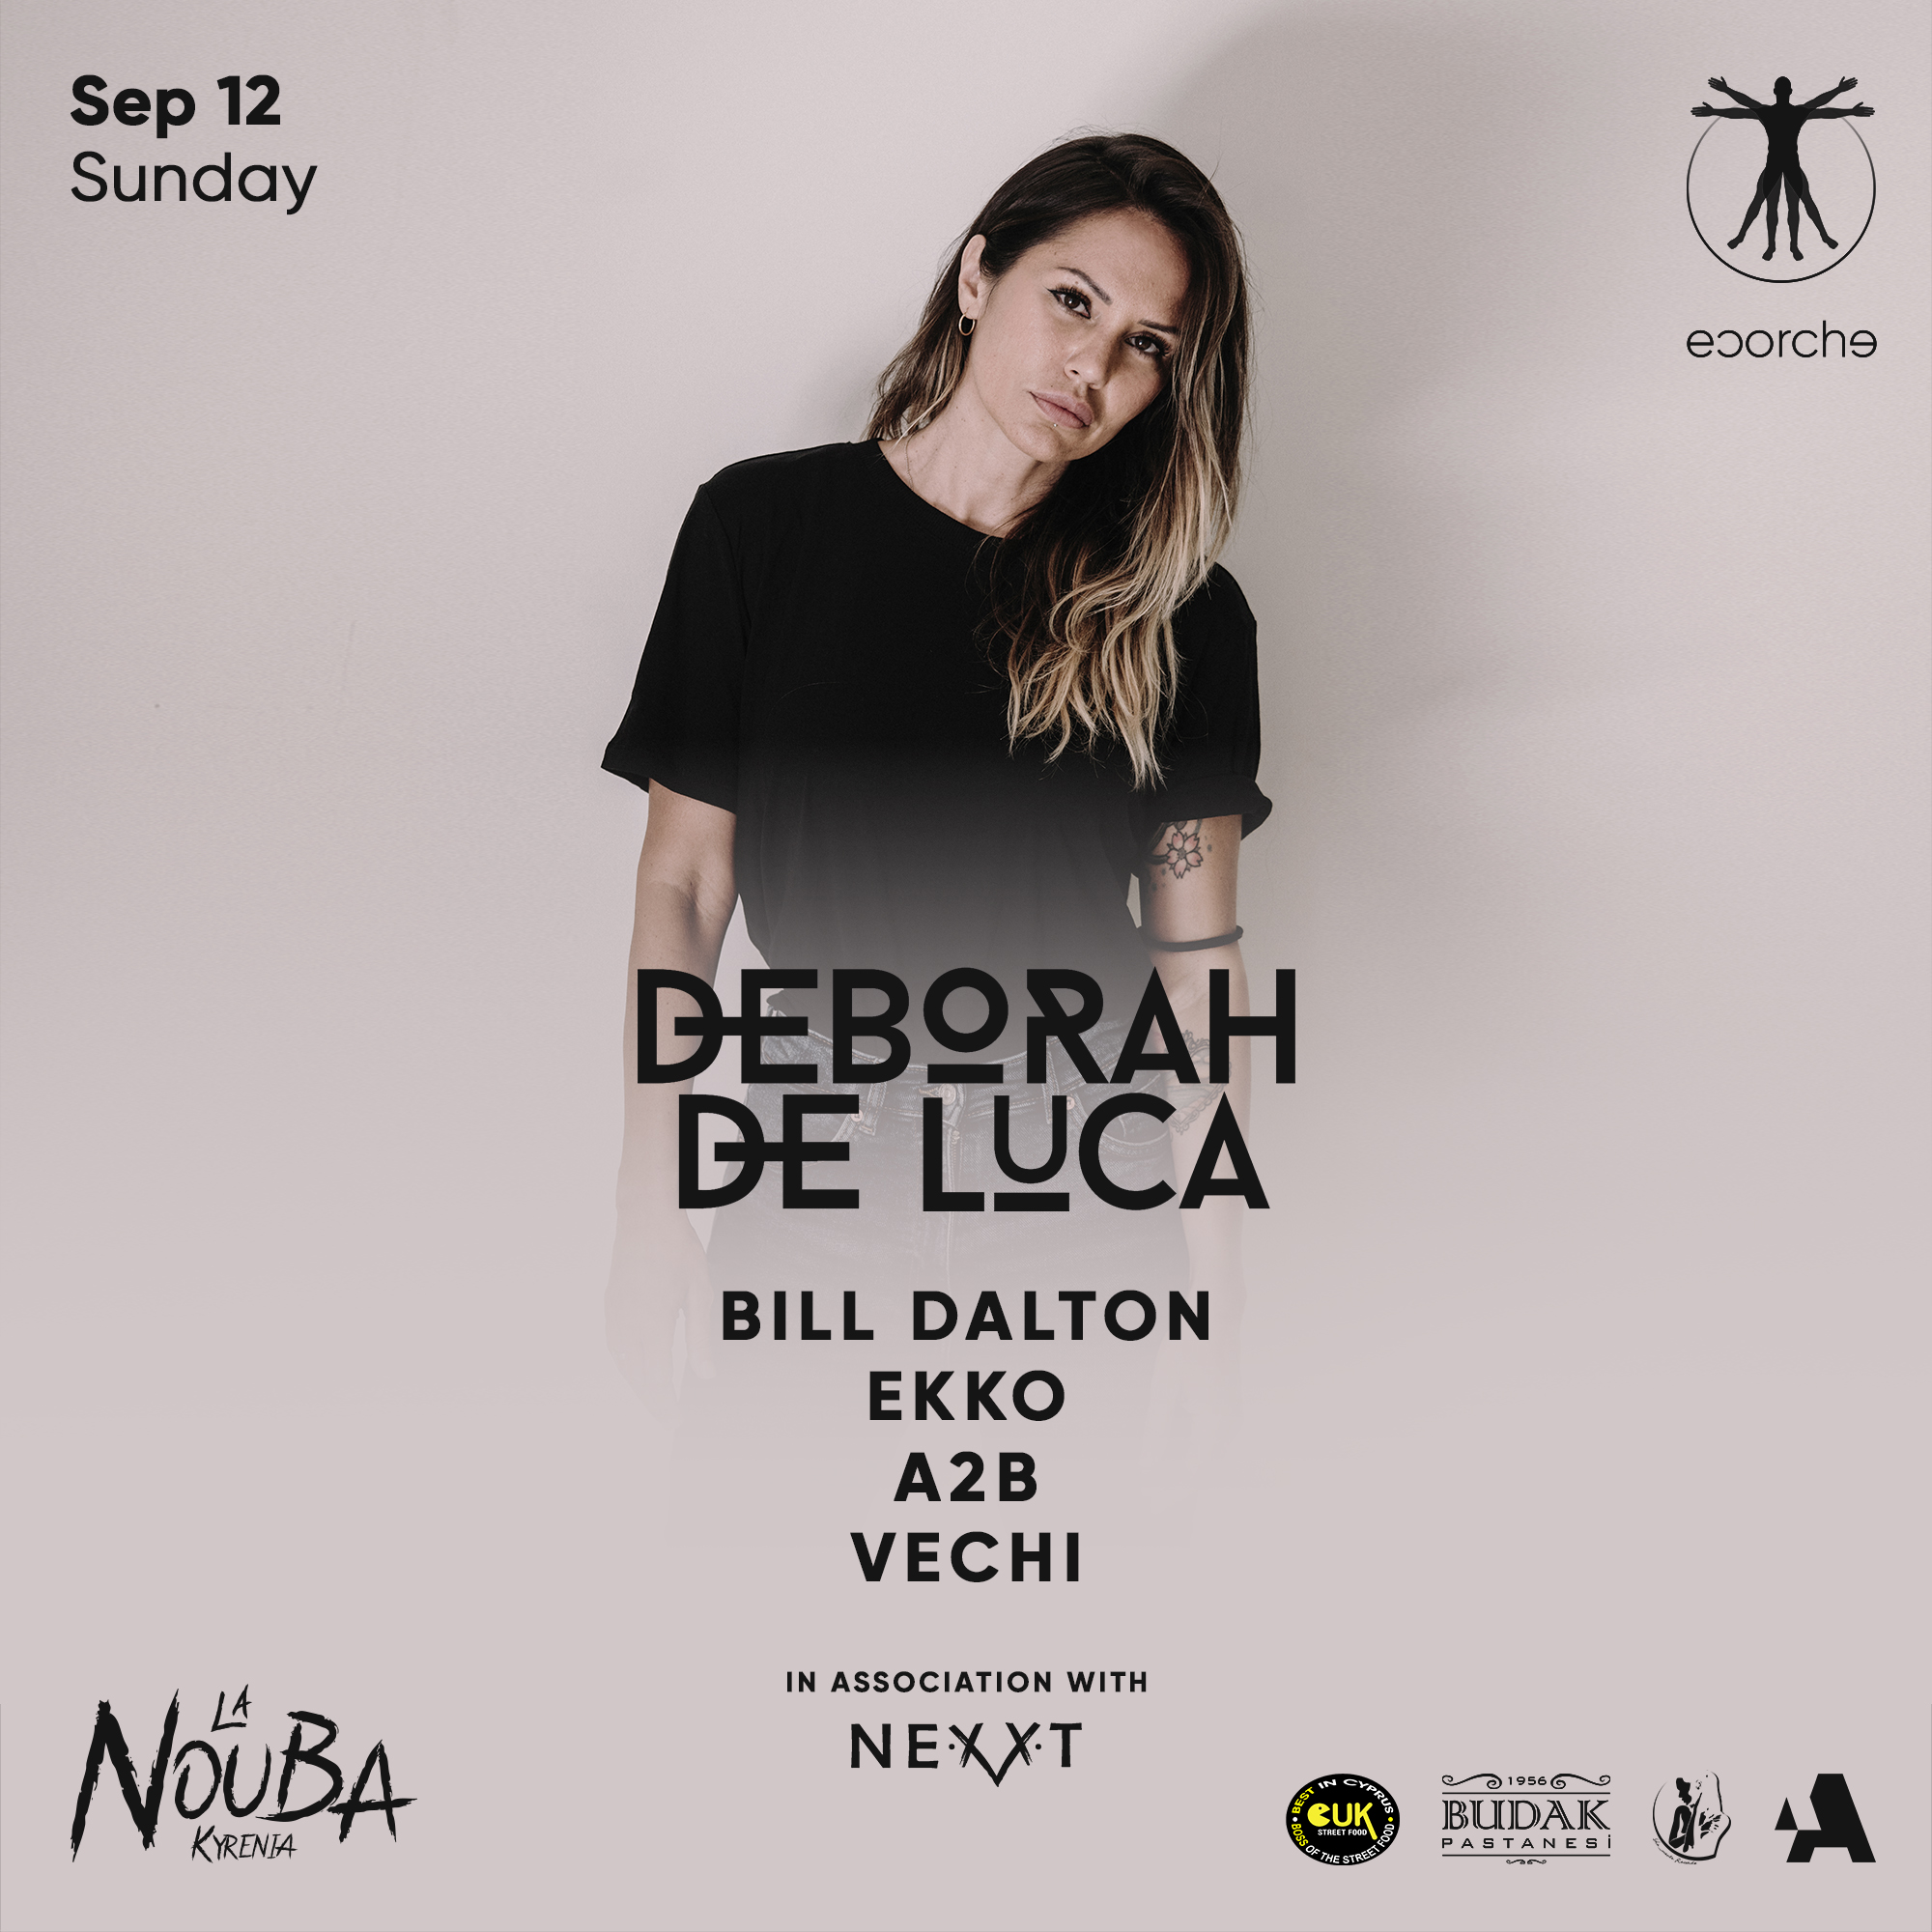 Sep 12
Sunday
ecorche
DEBORAH
DE LUCA
BILL DALTON
EKKO
A2B
VECHI
IN ASSOCIATION WITH
NEXXT
LA
NOUBA
KYRENIA
BEST IN CYPRUS
CUK
STREET FOOD
BOSS OF THE STREET FOOD
1956
BUDAK
PASTANESİ
A